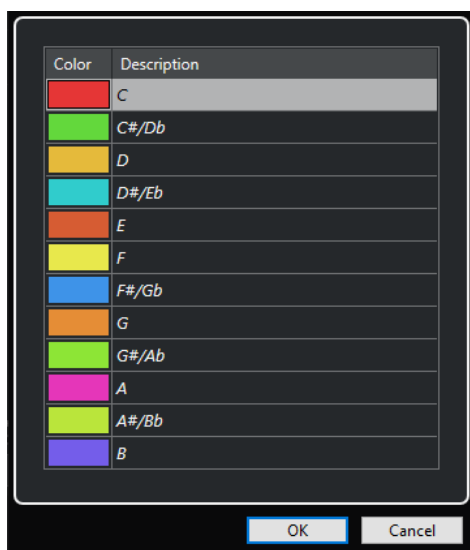 Color Description
C
C#/Db
D
D#/Eb
E
F
F#/Gb
G
G#/Ab
A
A#/Bb
B
OK Cancel